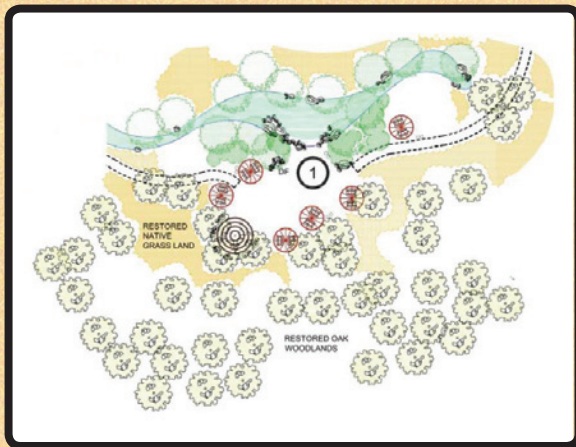 1
RESTORED
NATIVE
GRASS LAND
RESTORED OAK
WOODLANDS